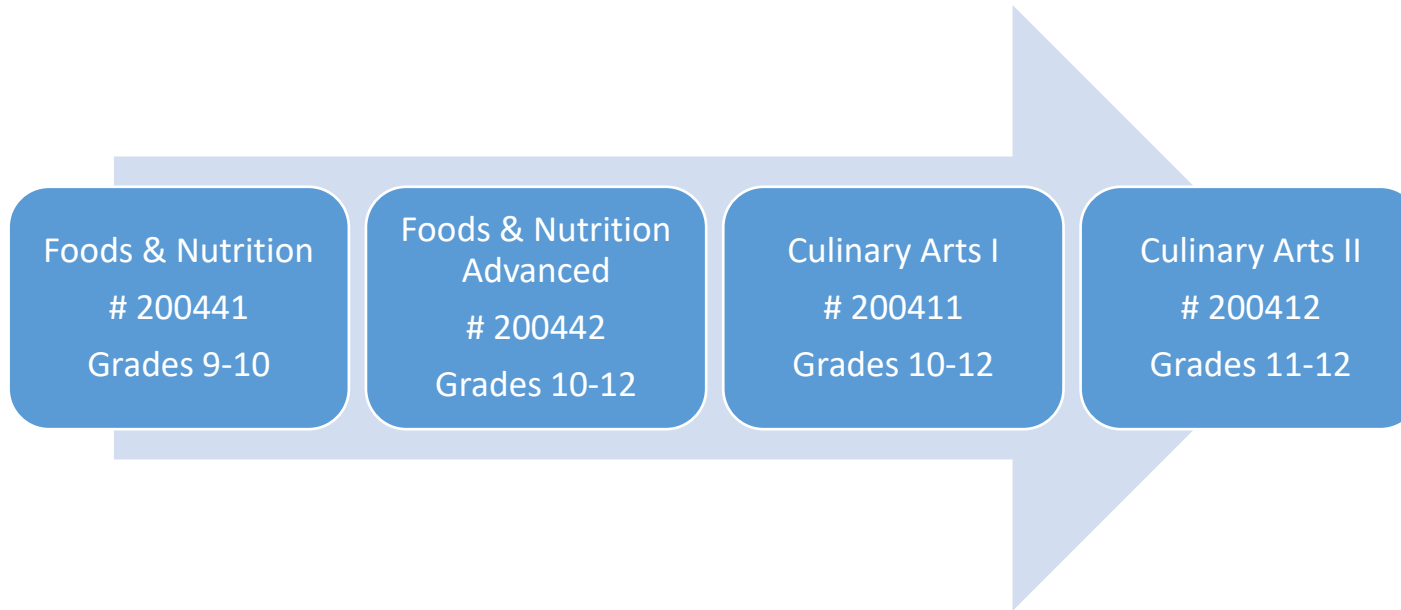 Foods & Nutrition
# 200441
Grades 9-10
Foods & Nutrition
Advanced
# 200442
Grades 10-12
Culinary Arts I
# 200411
Grades 10-12
Culinary Arts II
# 200412
Grades 11-12